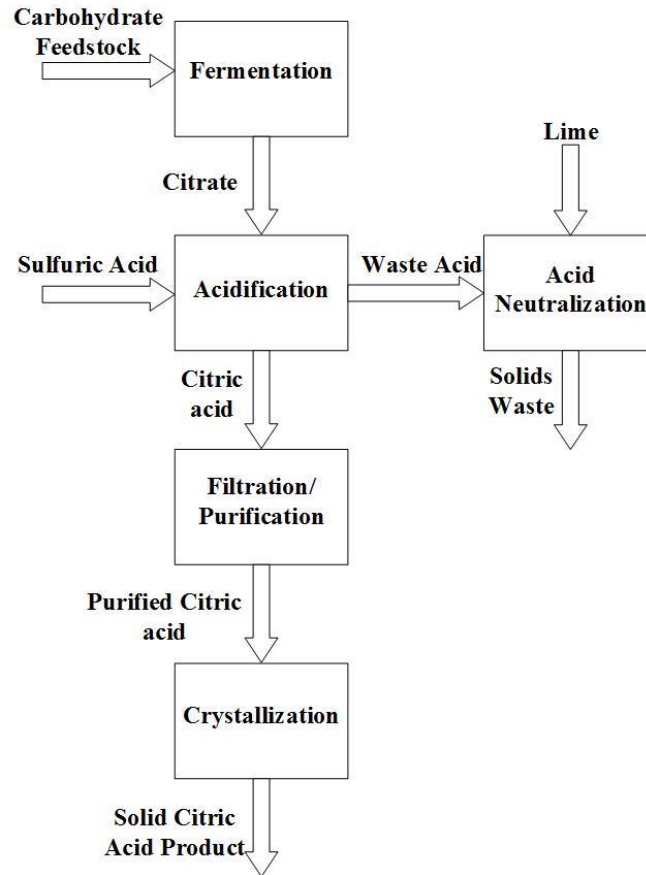 Carbohydrate
Feedstock
Fermentation
Lime
Citrate
Sulfuric Acid
Acidification
Waste Acid
Acid
Neutralization
Citric
acid
Solids
Waste
Filtration/
Purification
Purified Citric
acid
Crystallization
Solid Citric
Acid Product